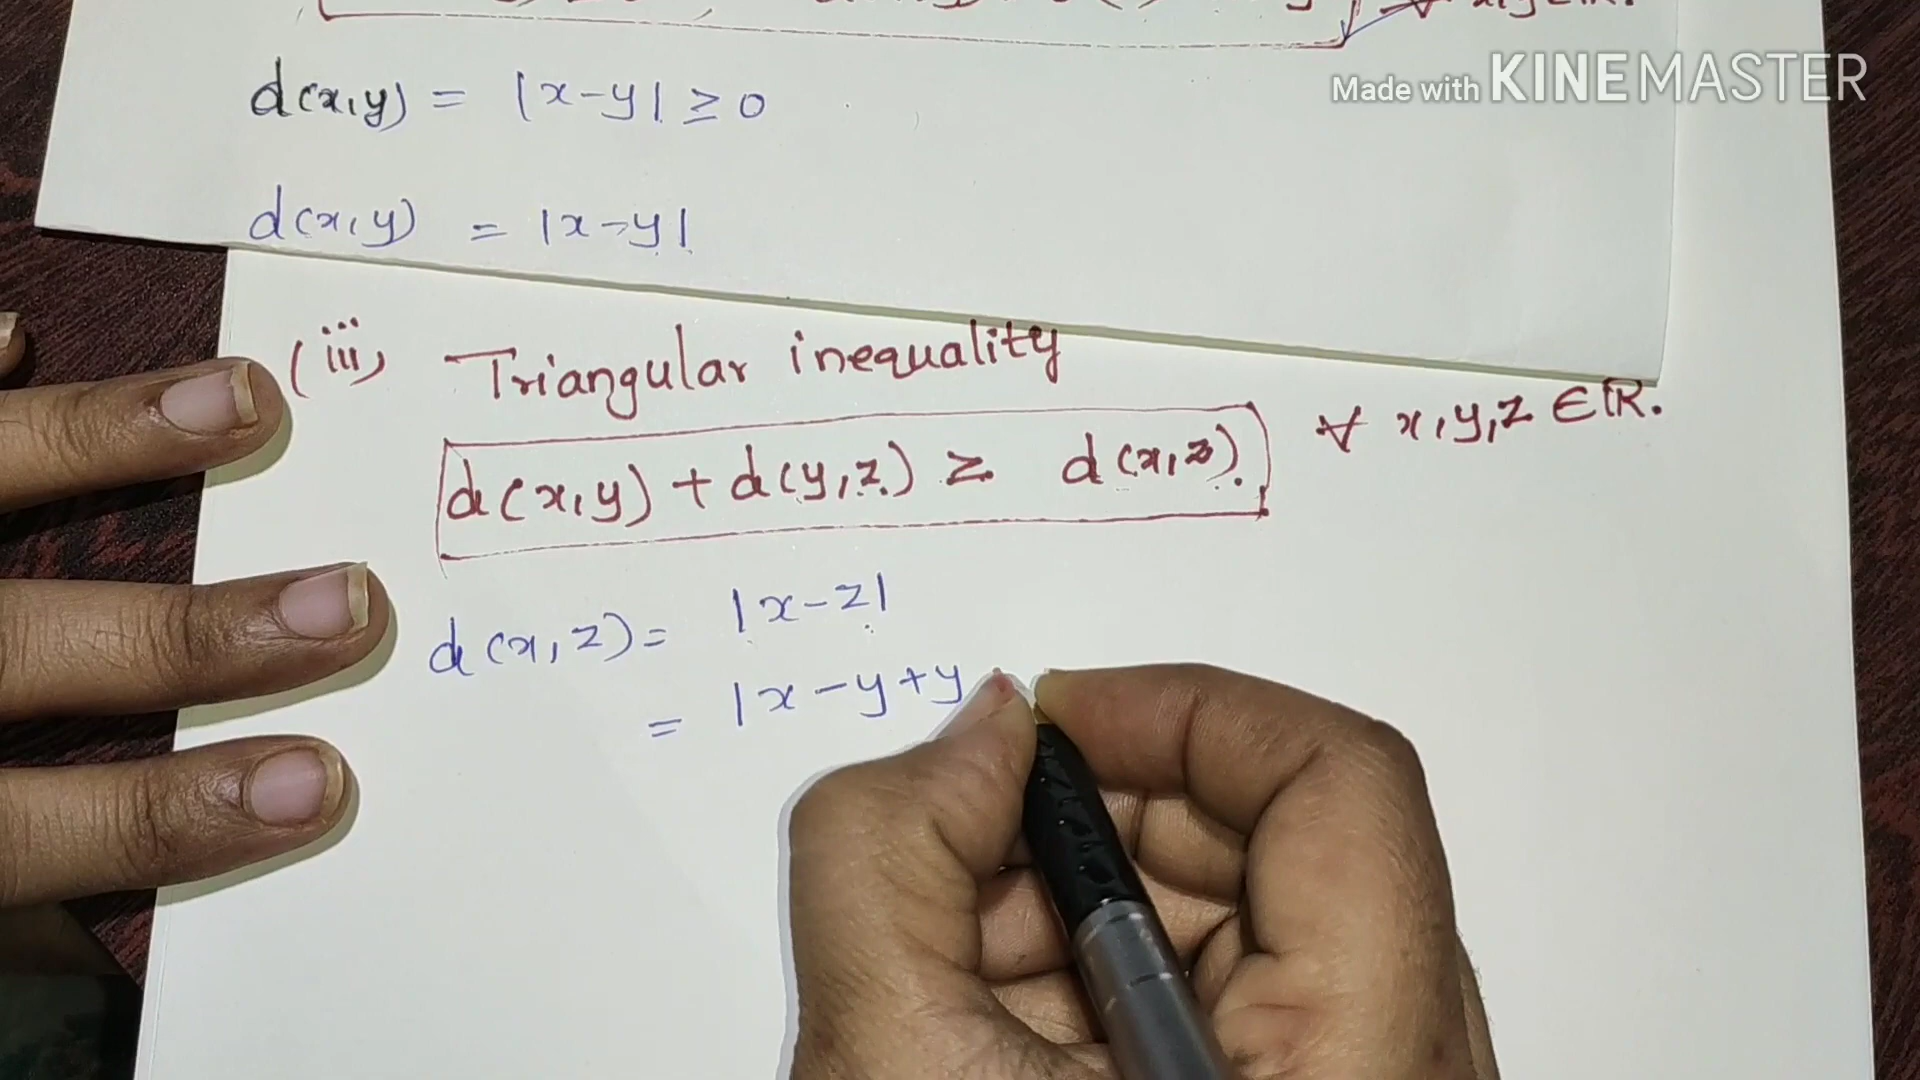 Made with KINEMASTER
d(x,y) = |x-y| ≥ 0
d(x,y) = |x-y|
(iii) Triangular inequality
d(x,y) + d(y,z) ≥ d(x,z). ∀ x,y,z ∈ ℝ.
d(x,z) = |x-z|
= |x-y+y